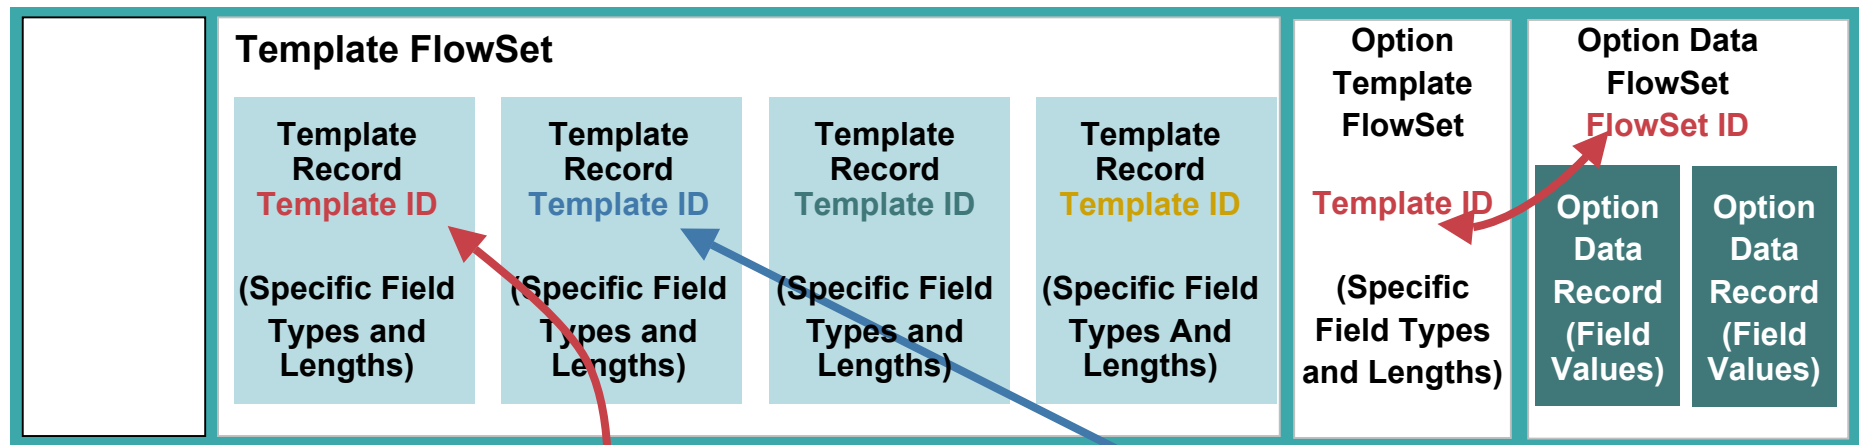 Template FlowSet
Template
Record
Template ID
(Specific Field
Types and
Lengths)
Template
Record
Template ID
(Specific Field
Types and
Lengths)
Template
Record
Template ID
(Specific Field
Types and
Lengths)
Template
Record
Template ID
(Specific Field
Types And
Lengths)
Option
Template
FlowSet
Template ID
(Specific
Field Types
and Lengths)
Option Data
FlowSet
FlowSet ID
Option
Data
Record
(Field
Values)
Option
Data
Record
(Field
Values)